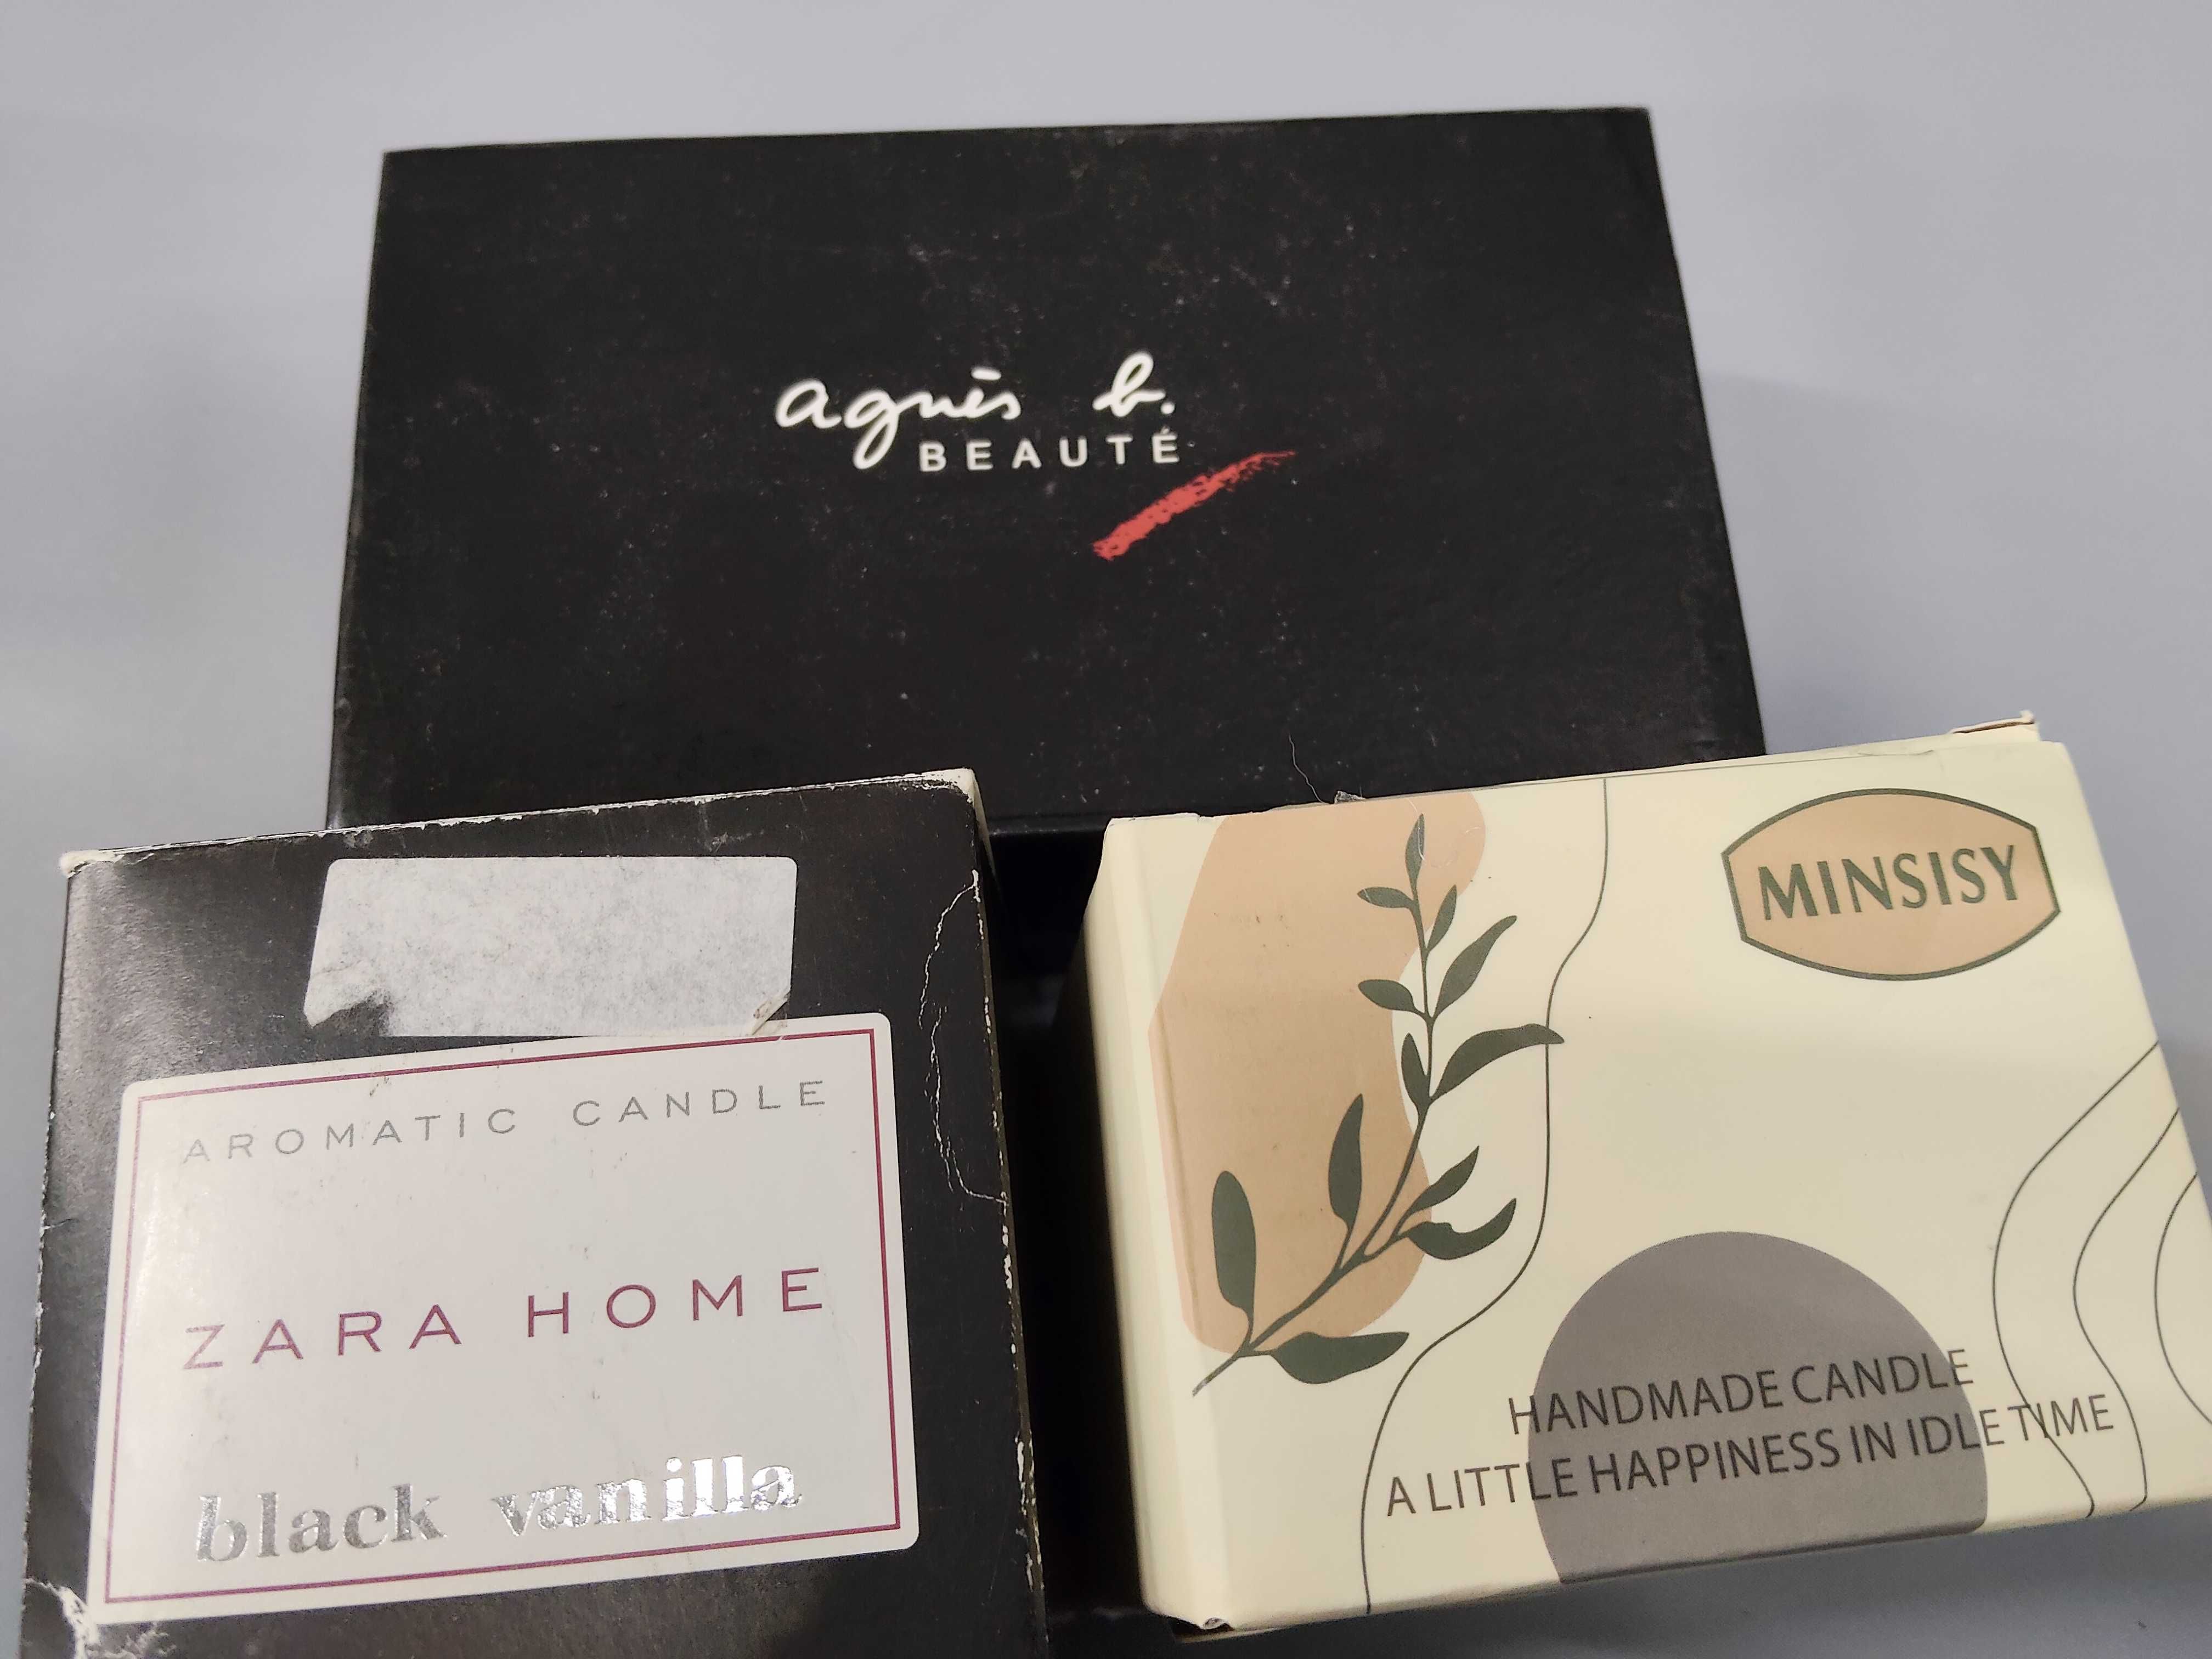 agnès b.
BEAUTÉ
AROMATIC CANDLE
ZARA HOME
black vanilla
MINSISY
HANDMADE CANDLE
A LITTLE HAPPINESS IN IDLE TIME